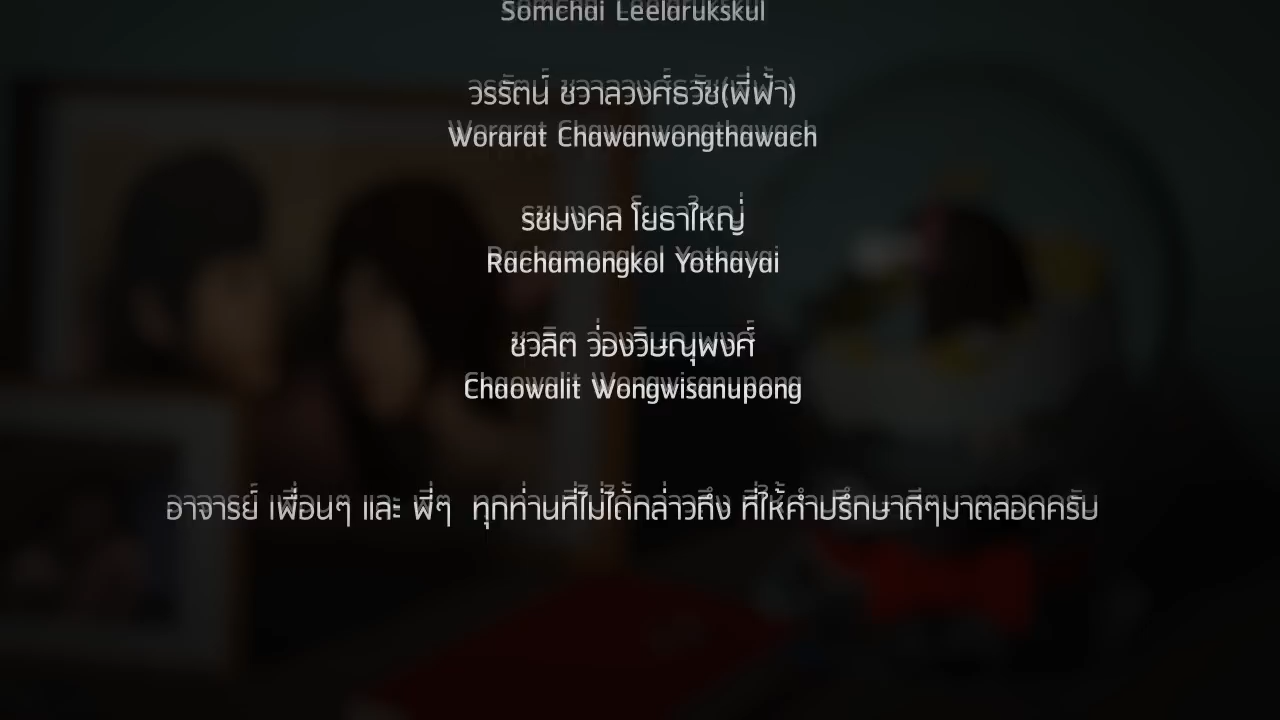 Somchai Leelarukskul
วรรัตน์ ชวาลวงศ์ธวัช(พี่ฟ้า)
Worarat Chawanwongthawach
รชมงคล โยธาใหญ่
Rachamongkol Yothayai
ชวลิต ว่องวิษณุพงศ์
Chaowalit Wongwisanupong
อาจารย์ เพื่อนๆ และ พี่ๆ ทุกท่านที่ไม่ได้กล่าวถึง ที่ให้คำปรึกษาดีๆมาตลอดครับ